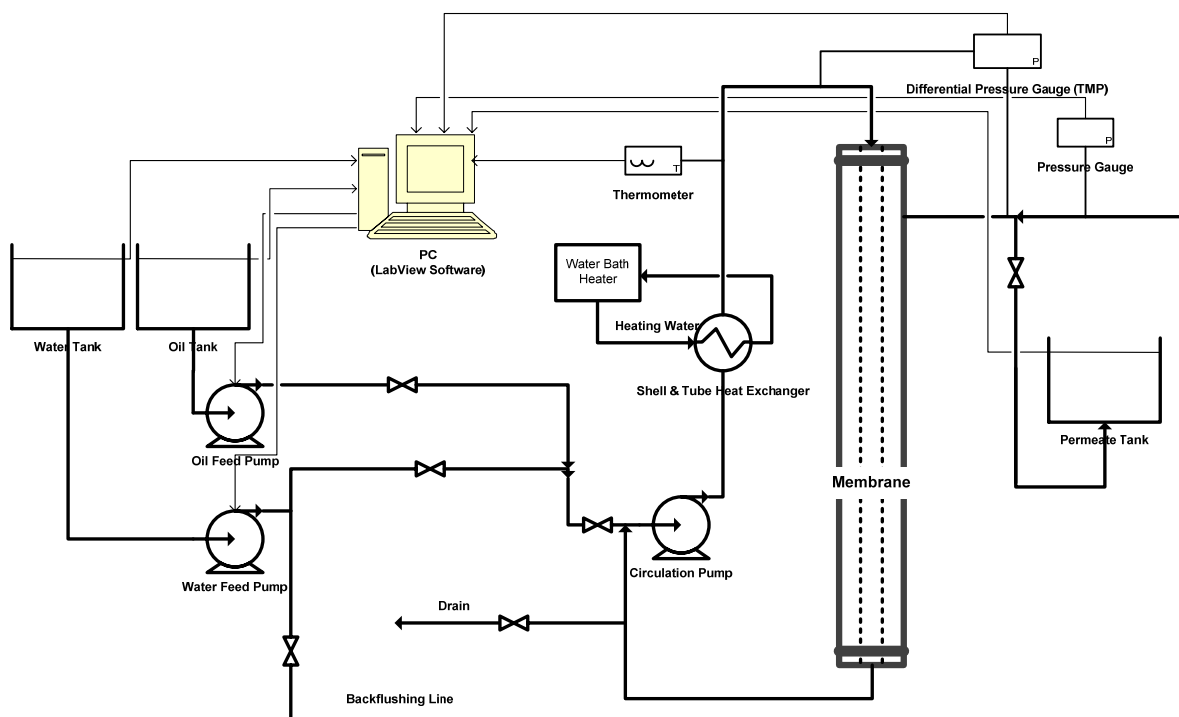 P
Differential Pressure Gauge (TMP)
P
Pressure Gauge
T
Thermometer
PC
(LabView Software)
Water Bath
Heater
Heating Water
Water Tank
Oil Tank
Shell & Tube Heat Exchanger
Oil Feed Pump
Permeate Tank
Membrane
Water Feed Pump
Circulation Pump
Drain
Backflushing Line